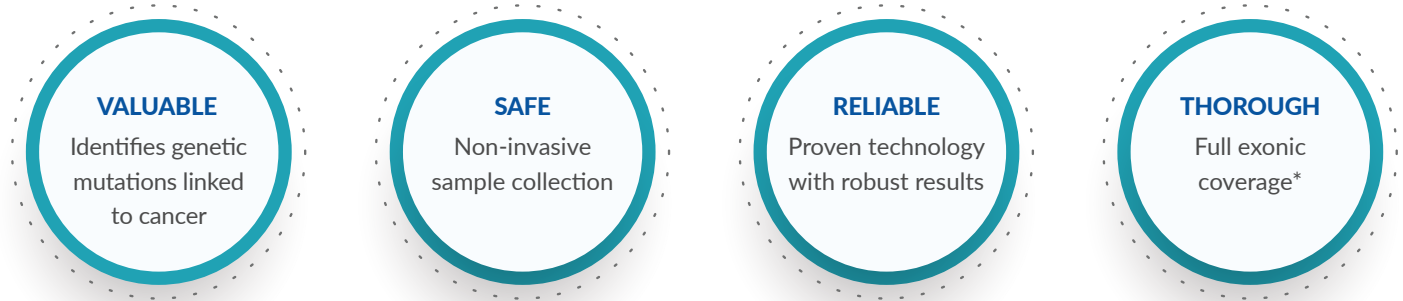 VALUABLE
Identifies genetic
mutations linked
to cancer
SAFE
Non-invasive
sample collection
RELIABLE
Proven technology
with robust results
THOROUGH
Full exonic
coverage*